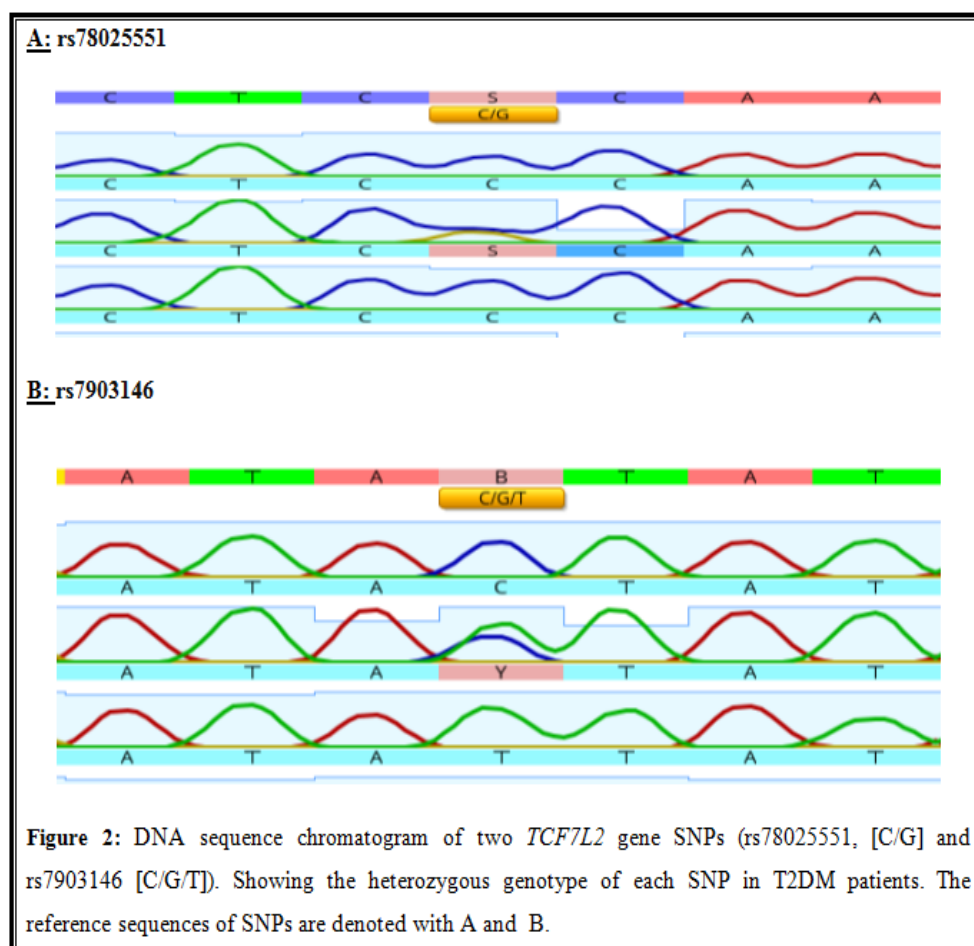 A: rs78025551
C T C S C A A
C/G
C T C C C A A
C T C S C A A
C T C C C A A
B: rs7903146
A T A B T A T
C/G/T
A T A C T A T
A T A Y T A T
A T A T T A T
Figure 2: DNA sequence chromatogram of two TCF7L2 gene SNPs (rs78025551, [C/G] and
rs7903146 [C/G/T]). Showing the heterozygous genotype of each SNP in T2DM patients. The
reference sequences of SNPs are denoted with A and B.